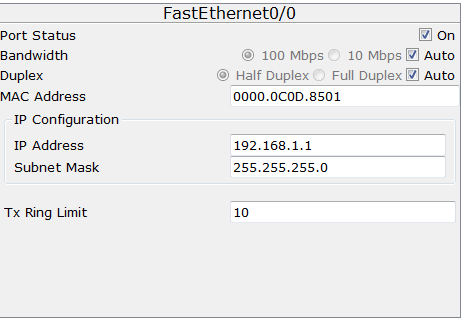 FastEthernet0/0
Port Status On
Bandwidth 100 Mbps 10 Mbps Auto
Duplex Half Duplex Full Duplex Auto
MAC Address 0000.0C0D.8501
IP Configuration
IP Address 192.168.1.1
Subnet Mask 255.255.255.0
Tx Ring Limit 10